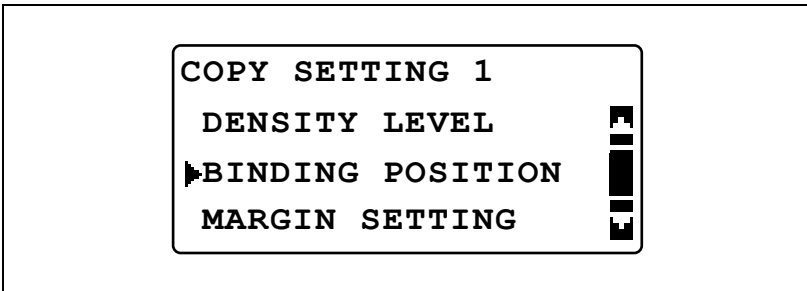 COPY SETTING 1
DENSITY LEVEL
BINDING POSITION
MARGIN SETTING